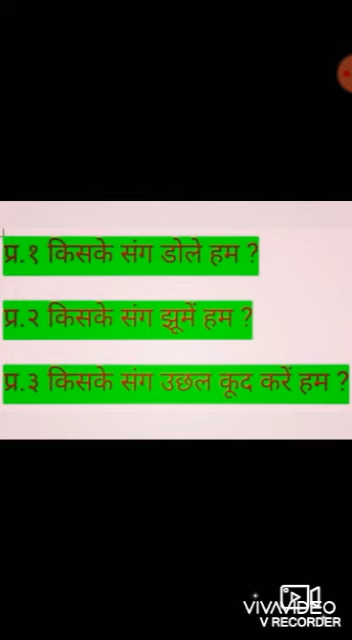 प्र.१ किसके संग डोले हम ?
प्र.२ किसके संग झूमें हम ?
प्र.३ किसके संग उछल कूद करें हम ?
VIVAVIDEO
V RECORDER